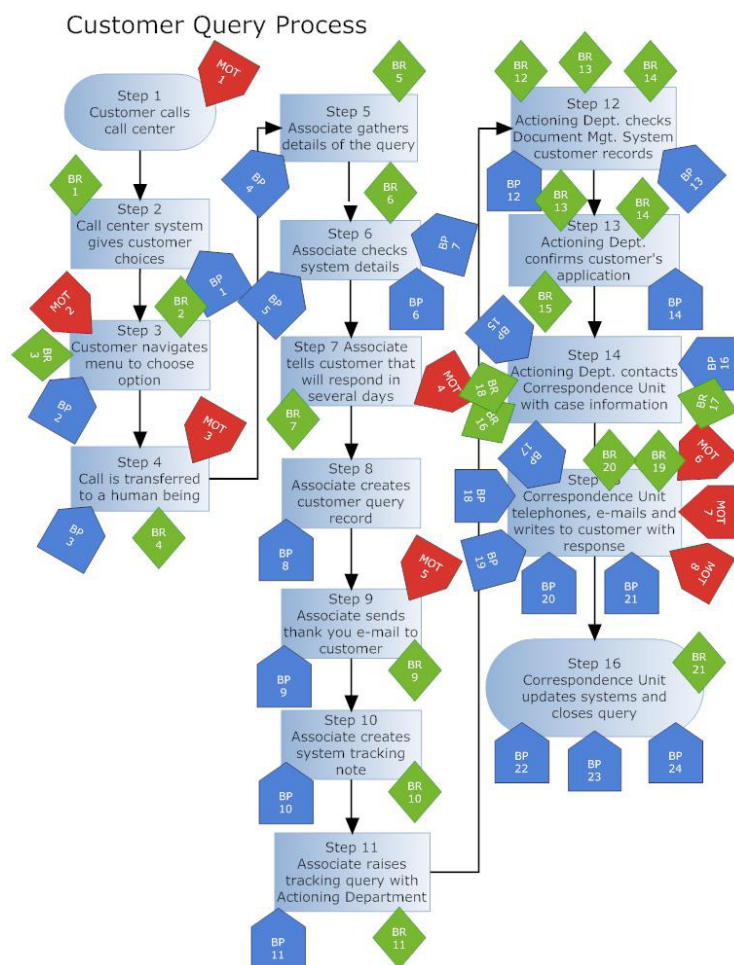 Customer Query Process
MOT
1
Step 1
Customer calls
call center
BR
1
Step 2
Call center system
gives customer
choices
BP
1
MOT
2
BR
2
BR
3
Step 3
Customer navigates
menu to choose
option
BP
2
MOT
3
Step 4
Call is transferred
to a human being
BP
3
BR
4
BR
5
Step 5
Associate gathers
details of the query
BP
4
BR
6
Step 6
Associate checks
system details
BP
5
BP
7
BP
6
Step 7 Associate
tells customer that
will respond in
several days
MOT
4
BR
7
Step 8
Associate creates
customer query
record
BP
8
MOT
5
Step 9
Associate sends
thank you e-mail to
customer
BP
9
BR
9
Step 10
Associate creates
system tracking
note
BP
10
BR
10
Step 11
Associate raises
tracking query with
Actioning Department
BP
11
BR
11
BR
12
BR
13
BR
14
Step 12
Actioning Dept. checks
Document Mgt. System
customer records
BP
12
BP
13
BR
13
BR
14
Step 13
Actioning Dept.
confirms customer's
application
BR
15
BP
14
BP
15
Step 14
Actioning Dept. contacts
Correspondence Unit
with case information
BP
16
BR
18
BR
16
BR
17
BP
17
BR
20
BR
19
MOT
6
Step
Correspondence Unit
telephones, e-mails and
writes to customer with
response
BP
18
MOT
7
BP
19
MOT
8
BP
20
BP
21
Step 16
Correspondence Unit
updates systems and
closes query
BR
21
BP
22
BP
23
BP
24